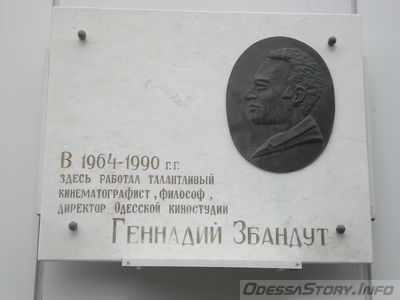 В 1964-1990 г.г.
ЗДЕСЬ РАБОТАЛ ТАЛАНТЛИВЫЙ
КИНЕМАТОГРАФИСТ, ФИЛОСОФ,
ДИРЕКТОР ОДЕССКОЙ КИНОСТУДИИ
ГЕННАДИЙ ЗБАНДУТ
ODESSASTORY.INFO